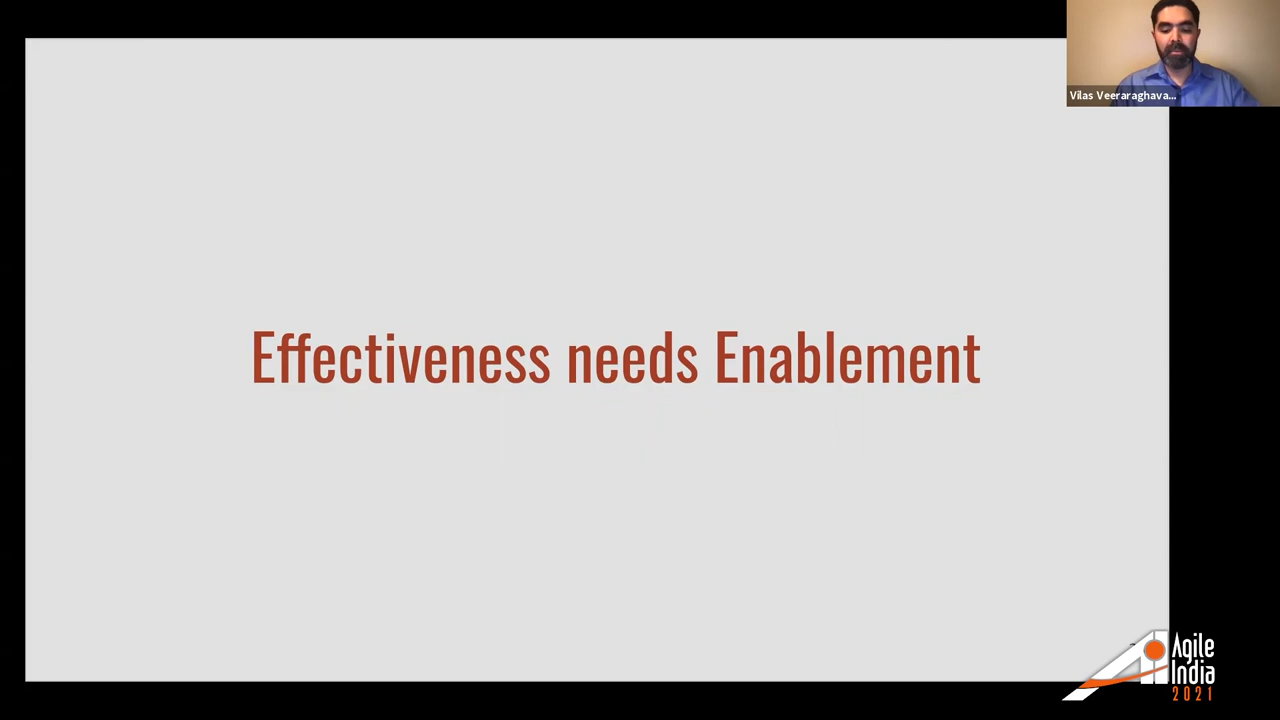 Vilas Veeraraghava...
Effectiveness needs Enablement
Agile
India
2021